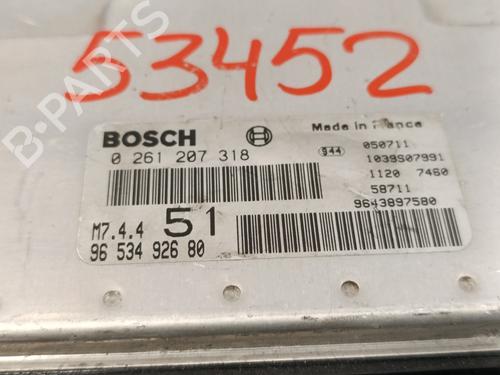 53452
B-PARTS
BOSCH
Made in France
0 261 207 318
944
050711
1039S07991
1120 7460
58711
9643897580
M7.4.4 51
96 534 926 80